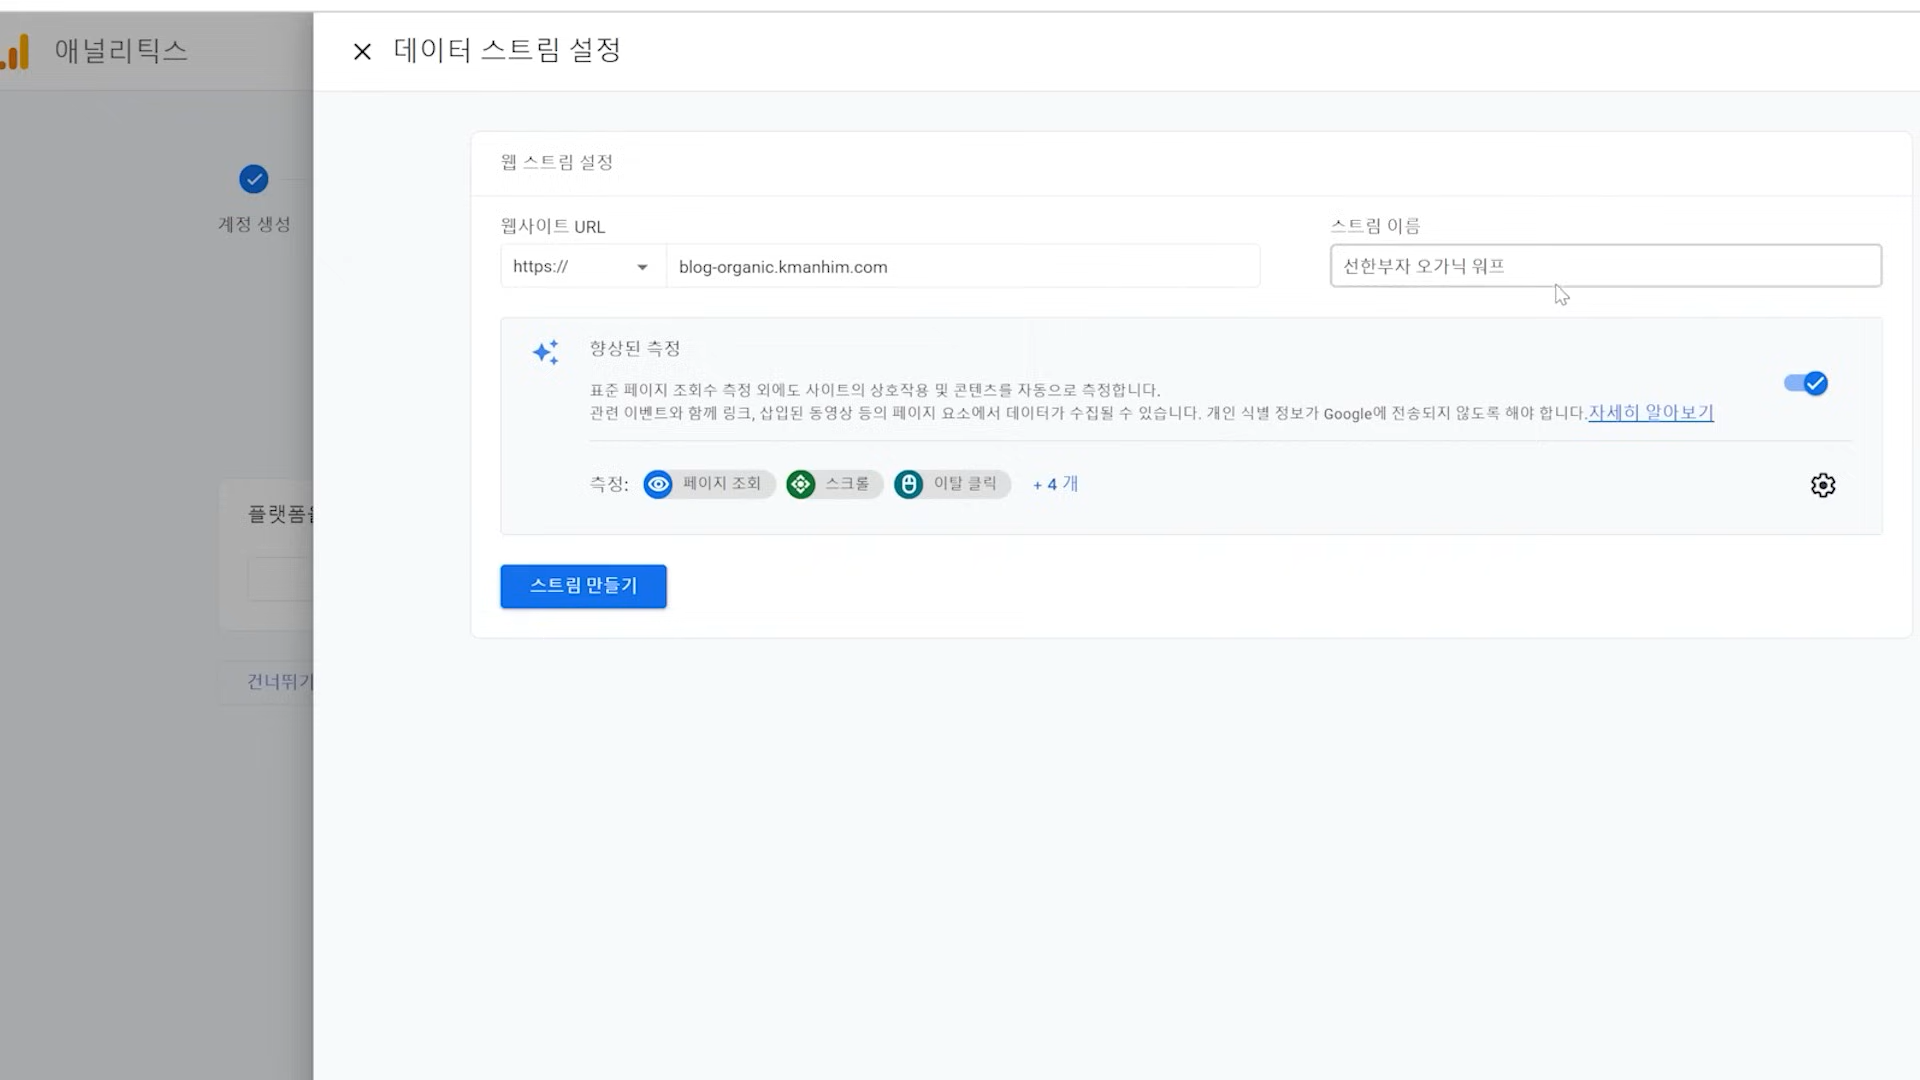 애널리틱스
데이터 스트림 설정
계정 생성
웹 스트림 설정
웹사이트 URL
스트림 이름
https://
blog-organic.kmanhim.com
선한부자 오가닉 워프
향상된 측정
표준 페이지 조회수 측정 외에도 사이트의 상호작용 및 콘텐츠를 자동으로 측정합니다.
관련 이벤트와 함께 링크, 삽입된 동영상 등의 페이지 요소에서 데이터가 수집될 수 있습니다. 개인 식별 정보가 Google에 전송되지 않도록 해야 합니다.자세히 알아보기
측정: 페이지 조회 스크롤 이탈 클릭 + 4 개
플랫폼을
스트림 만들기
건너뛰기